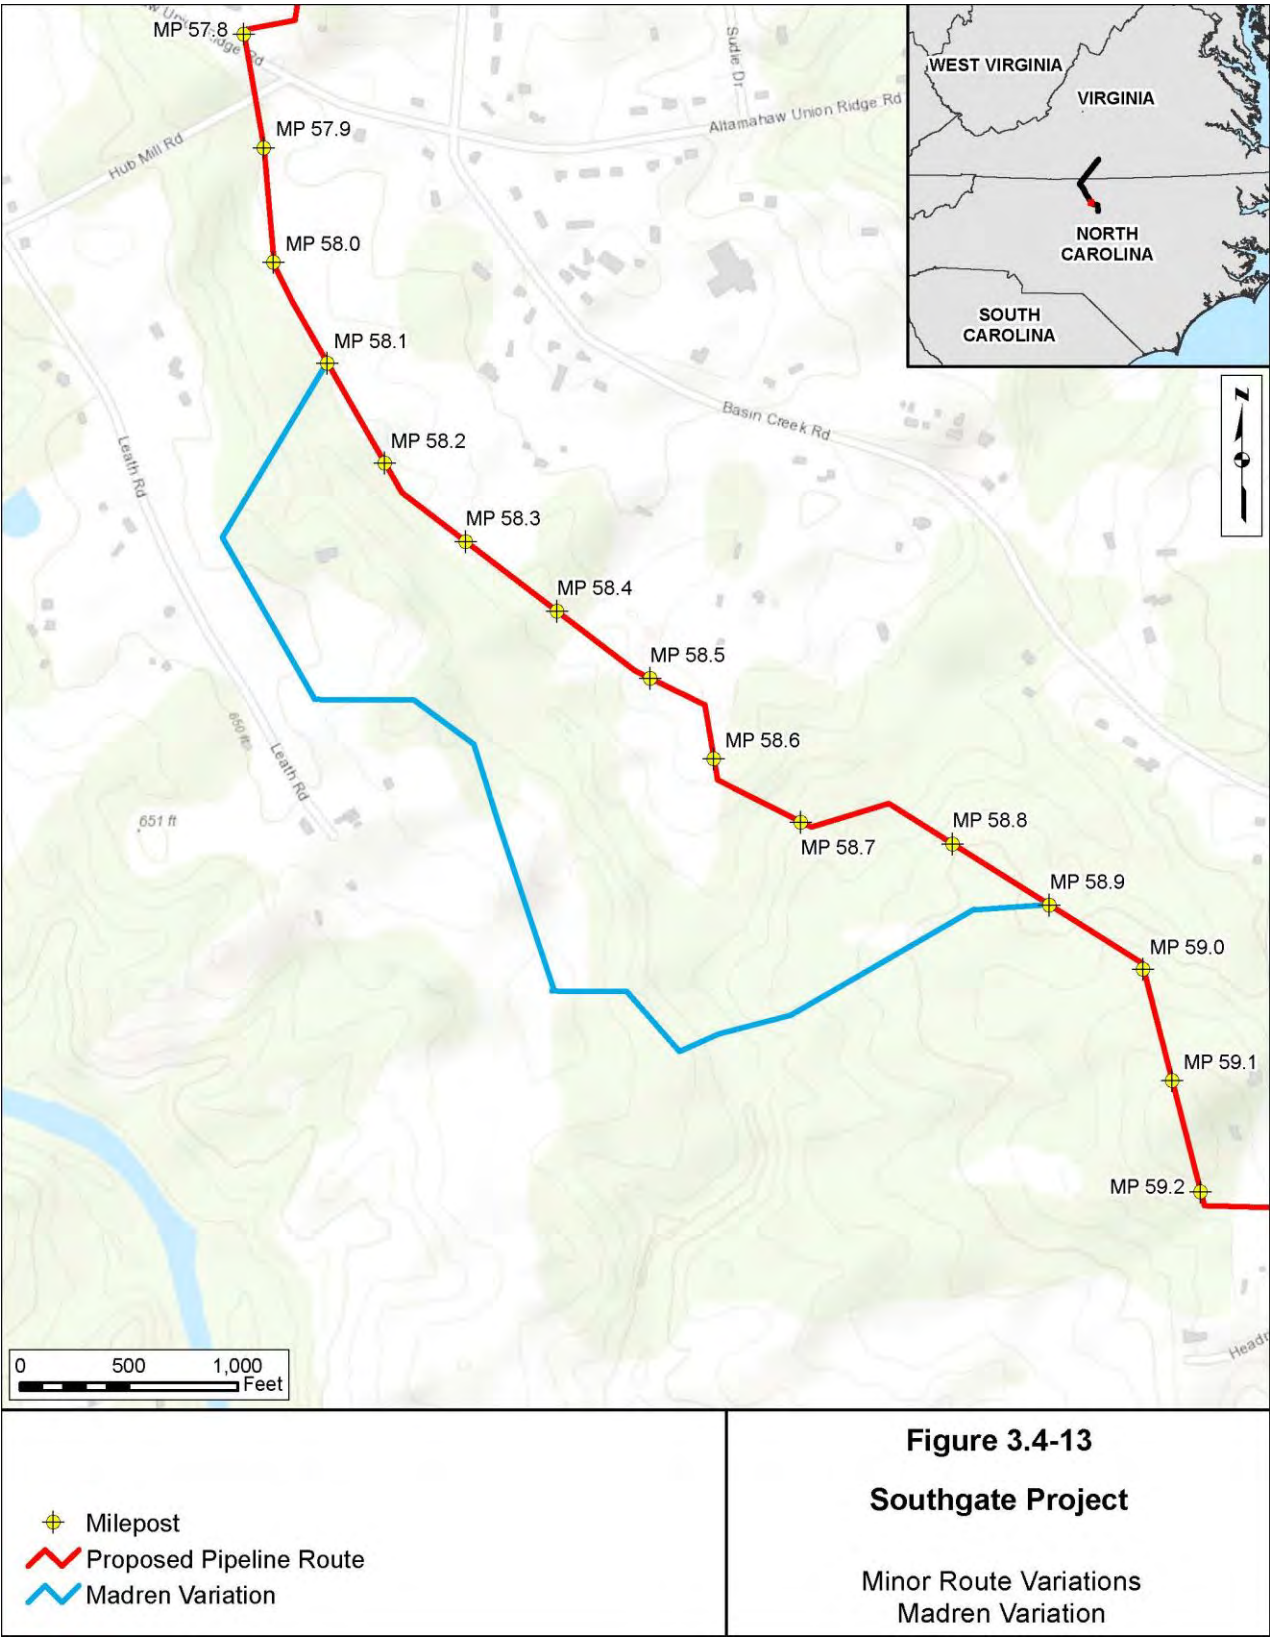 MP 57.8
Union Ridge Rd
Sudie Dr
Altamahaw Union Ridge Rd
WEST VIRGINIA
VIRGINIA
NORTH
CAROLINA
SOUTH
CAROLINA
MP 57.9
Hub Mill Rd
MP 58.0
MP 58.1
N
Basin Creek Rd
Leath Rd
MP 58.2
MP 58.3
MP 58.4
MP 58.5
650 ft
Leath Rd
MP 58.6
651 ft
MP 58.7
MP 58.8
MP 58.9
MP 59.0
MP 59.1
MP 59.2
0 500 1,000
Feet
Milepost
Proposed Pipeline Route
Madren Variation
Figure 3.4-13
Southgate Project
Minor Route Variations
Madren Variation